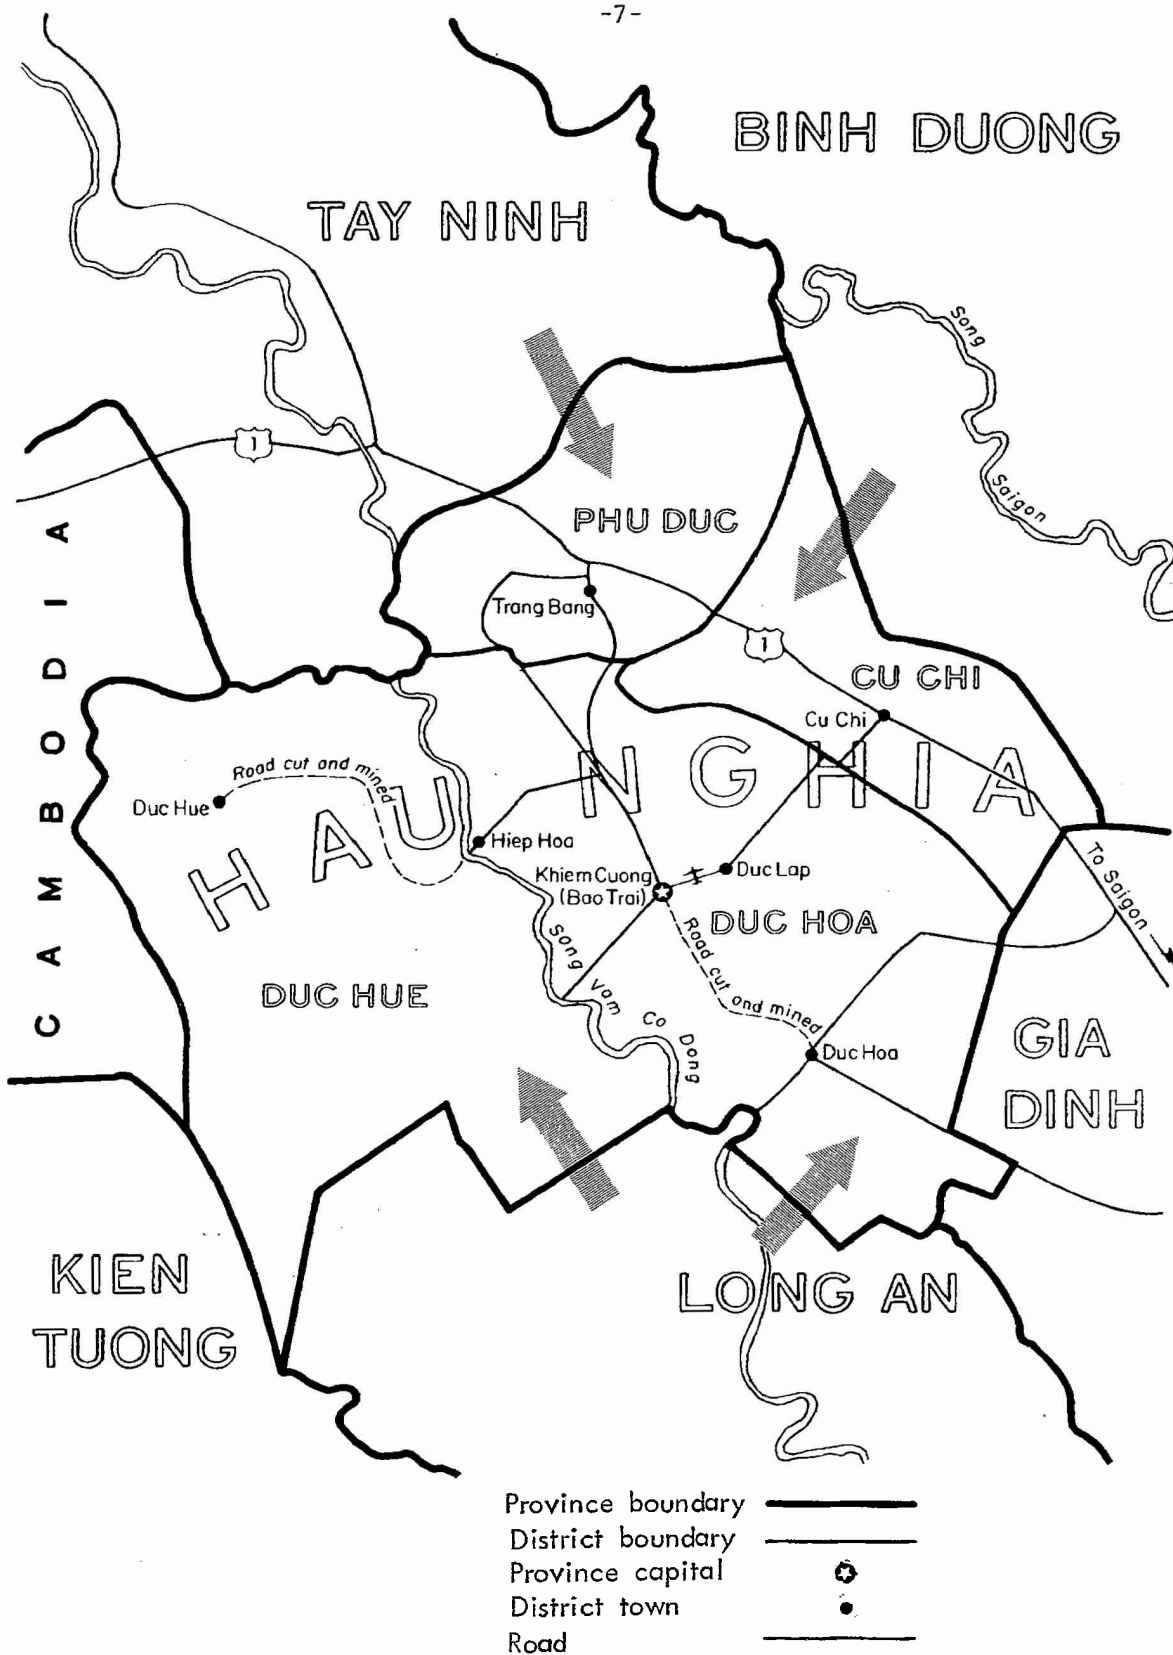 -7-
BINH DUONG
TAY NINH
Song
Saigon
1
PHU DUC
CAMBODIA
Trang Bang
1
CU CHI
Cu Chi
HAU NGHIA
Road cut and mined
Duc Hue
Hiep Hoa
Khiem Cuong
(Bao Trai)
Duc Lap
To Saigon
DUC HOA
Road cut and mined
Song Vam Co Dong
DUC HUE
Duc Hoa
GIA
DINH
KIEN
TUONG
LONG AN
Province boundary
District boundary
Province capital
District town
Road